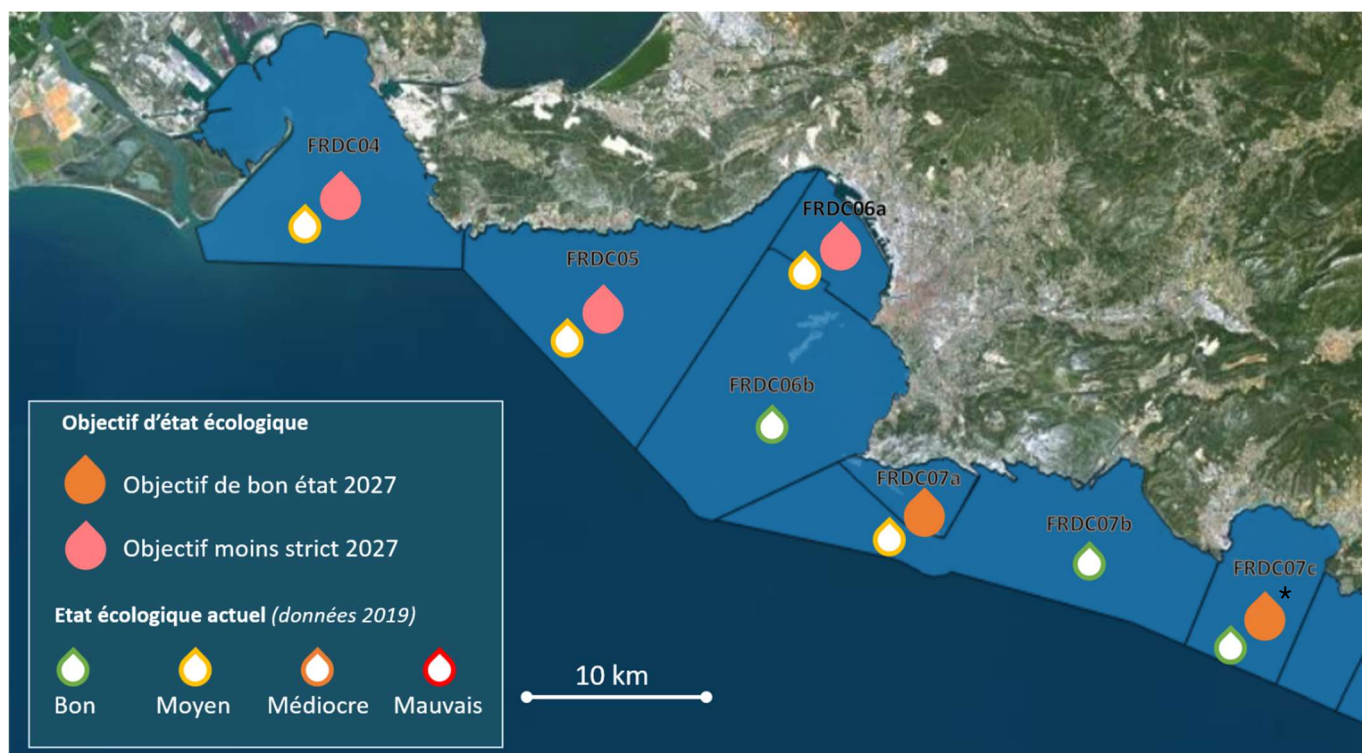 FRDC04
FRDC06a
FRDC05
FRDC06b
FRDC07a
FRDC07b
FRDC07c
*
Objectif d’état écologique
Objectif de bon état 2027
Objectif moins strict 2027
Etat écologique actuel (données 2019)
Bon Moyen Médiocre Mauvais
10 km